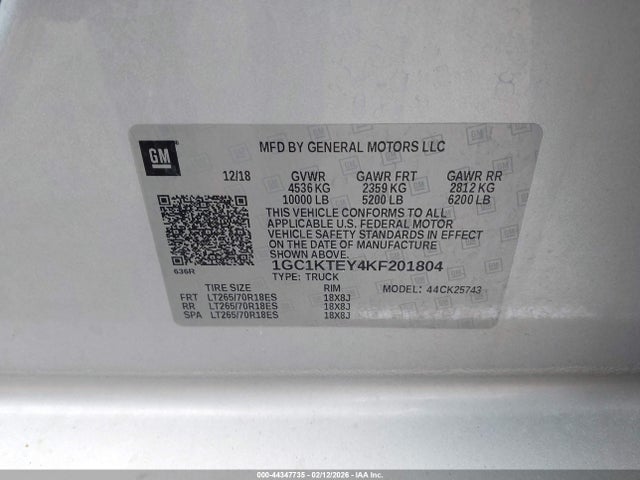 GM
MFD BY GENERAL MOTORS LLC
12/18 GVWR GAWR FRT GAWR RR
4536 KG 2359 KG 2812 KG
10000 LB 5200 LB 6200 LB
THIS VEHICLE CONFORMS TO ALL
APPLICABLE U.S. FEDERAL MOTOR
VEHICLE SAFETY STANDARDS IN
EFFECT ON THE DATE OF MANUFACTURE
SHOWN ABOVE.
1GC1KTEY4KF201804
636R
TYPE: TRUCK
TIRE SIZE RIM MODEL: 44CK25743
FRT LT265/70R18ES 18X8J
RR LT265/70R18ES 18X8J
SPA LT265/70R18ES 18X8J
000-44347735 - 02/12/2026 - IAA Inc.